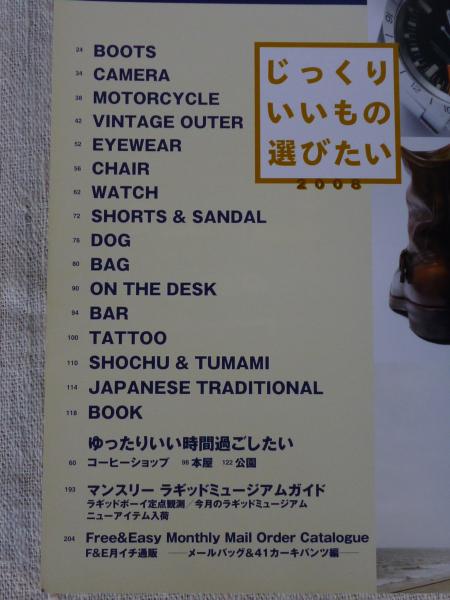 じっくり
いいもの
選びたい
2006
24 BOOTS
34 CAMERA
38 MOTORCYCLE
42 VINTAGE OUTER
52 EYEWEAR
56 CHAIR
62 WATCH
72 SHORTS & SANDAL
76 DOG
80 BAG
90 ON THE DESK
94 BAR
100 TATTOO
110 SHOCHU & TUMAMI
114 JAPANESE TRADITIONAL
118 BOOK
ゆったりいい時間過ごしたい
60 コーヒーショップ 98 本屋 122 公園
193 マンスリー ラギッドミュージアムガイド
ラギッドボーイ定点観測／今月のラギッドミュージアム
ニューアイテム入荷
204 Free&Easy Monthly Mail Order Catalogue
F&E月イチ通販 ──メールバッグ&41カーキパンツ編──